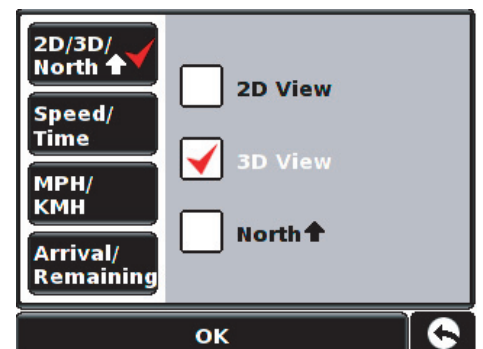 2D/3D/
North ↑
Speed/
Time
MPH/
KMH
Arrival/
Remaining
2D View
3D View
North ↑
OK